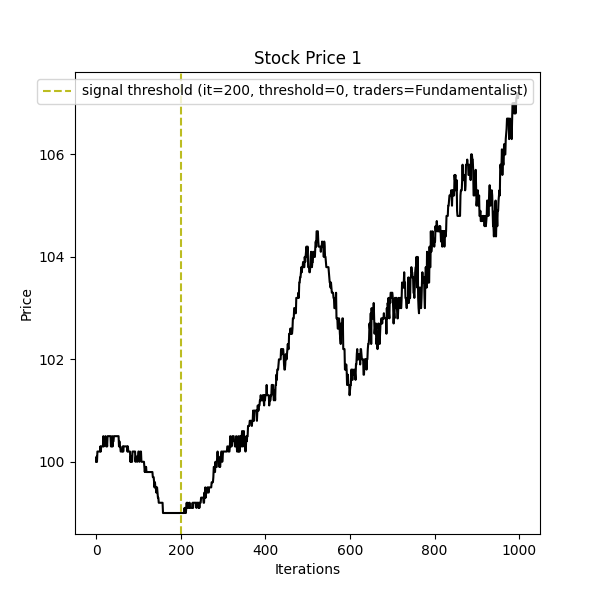 Stock Price 1
signal threshold (it=200, threshold=0, traders=Fundamentalist)
106
104
102
100
Price
0 200 400 600 800 1000
Iterations